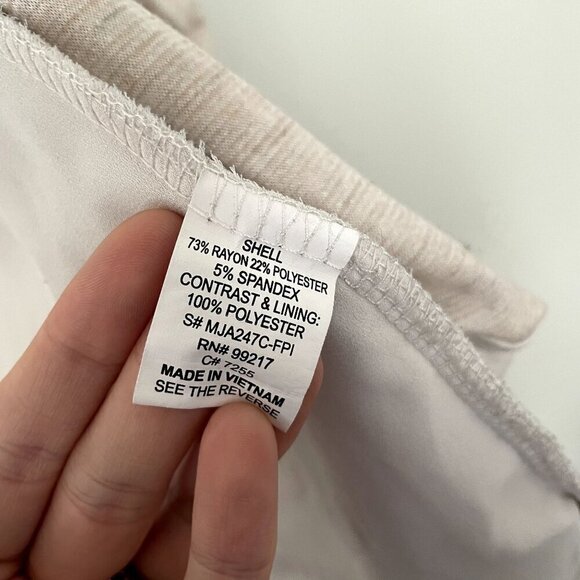 SHELL
73% RAYON 22% POLYESTER
5% SPANDEX
CONTRAST & LINING:
100% POLYESTER
S# MJA247C-FPI
RN# 99217
C# 7255
MADE IN VIETNAM
SEE THE REVERSE